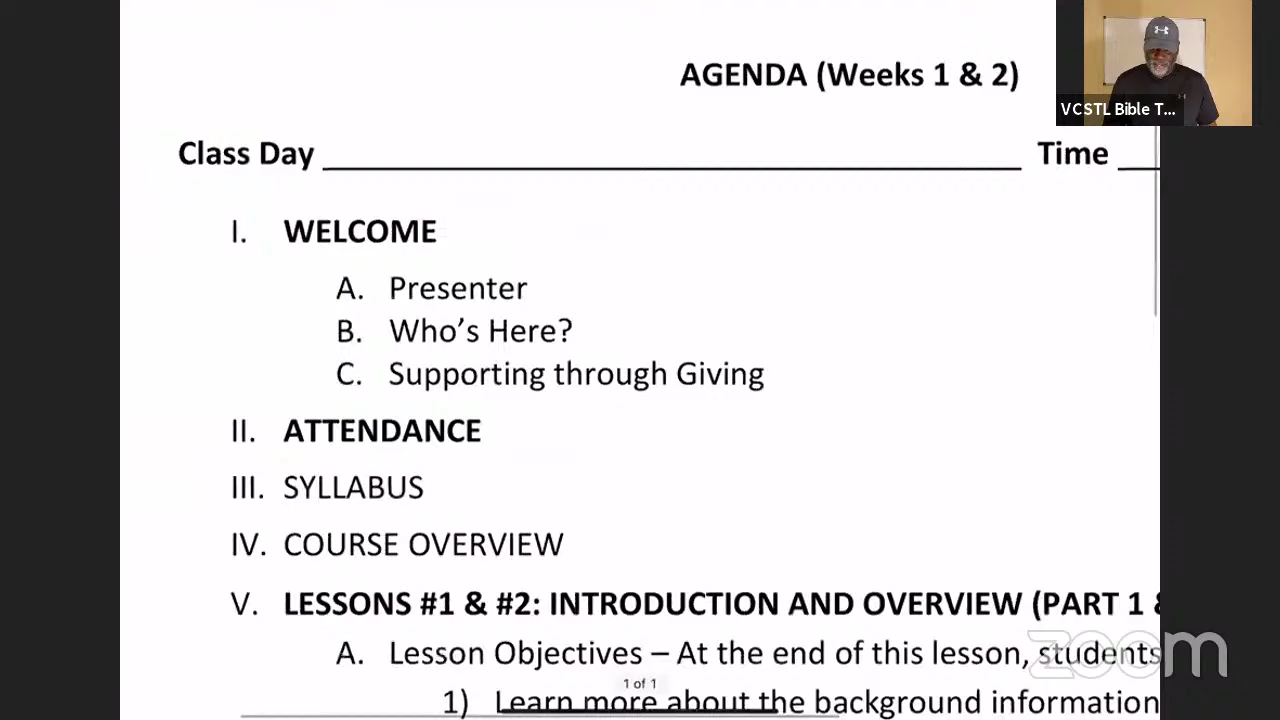 AGENDA (Weeks 1 & 2)
VCSTL Bible T...
Class Day ____ Time ____
I. WELCOME
A. Presenter
B. Who's Here?
C. Supporting through Giving
II. ATTENDANCE
III. SYLLABUS
IV. COURSE OVERVIEW
V. LESSONS #1 & #2: INTRODUCTION AND OVERVIEW (PART 1 &
A. Lesson Objectives – At the end of this lesson, students
zoom
1 of 1
1) Learn more about the background information